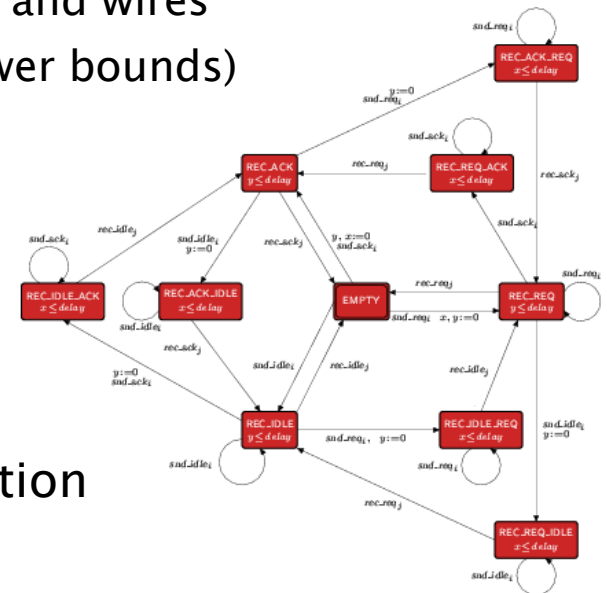 and wires
wer bounds)
tion
snd_req_i
REC_ACK_REQ
x ≤ delay
y:=0
snd_req_i
snd_ack_i
REC_ACK
y ≤ delay
rec_req_j
REC_REQ_ACK
x ≤ delay
rec_ack_j
snd_ack_i
rec_idle_j
snd_idle_i
y:=0
rec_ack_j
y, x:=0
snd_ack_i
snd_ack_i
snd_req_i
REC_IDLE_ACK
x ≤ delay
REC_ACK_IDLE
x ≤ delay
EMPTY
rec_req_j
REC_REQ
y ≤ delay
snd_req_i x, y:=0
snd_idle_i
rec_ack_j
snd_idle_i
rec_idle_j
rec_idle_j
y:=0
snd_ack_i
REC_IDLE
y ≤ delay
snd_req_i, y:=0
REC_IDLE_REQ
x ≤ delay
snd_idle_i
y:=0
snd_idle_i
snd_req_i
rec_req_j
REC_REQ_IDLE
x ≤ delay
snd_idle_i